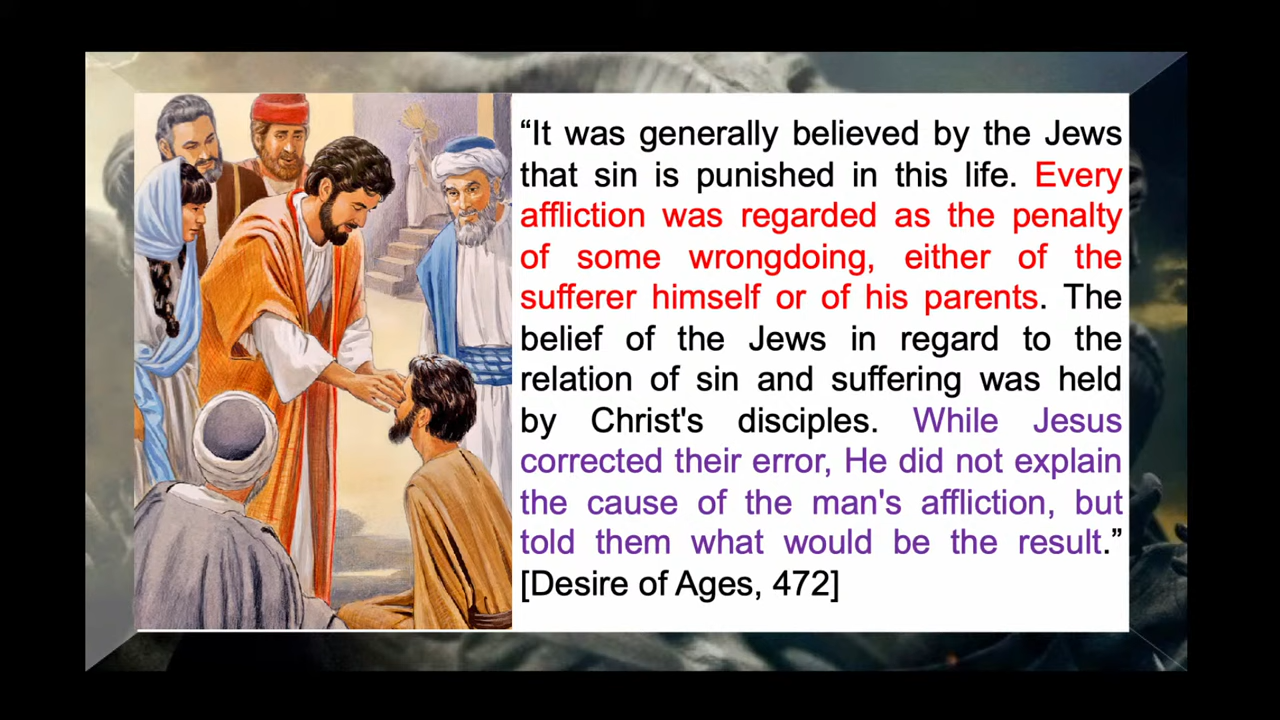 “It was generally believed by the Jews
that sin is punished in this life. Every
affliction was regarded as the penalty
of some wrongdoing, either of the
sufferer himself or of his parents. The
belief of the Jews in regard to the
relation of sin and suffering was held
by Christ's disciples. While Jesus
corrected their error, He did not explain
the cause of the man's affliction, but
told them what would be the result.”
[Desire of Ages, 472]